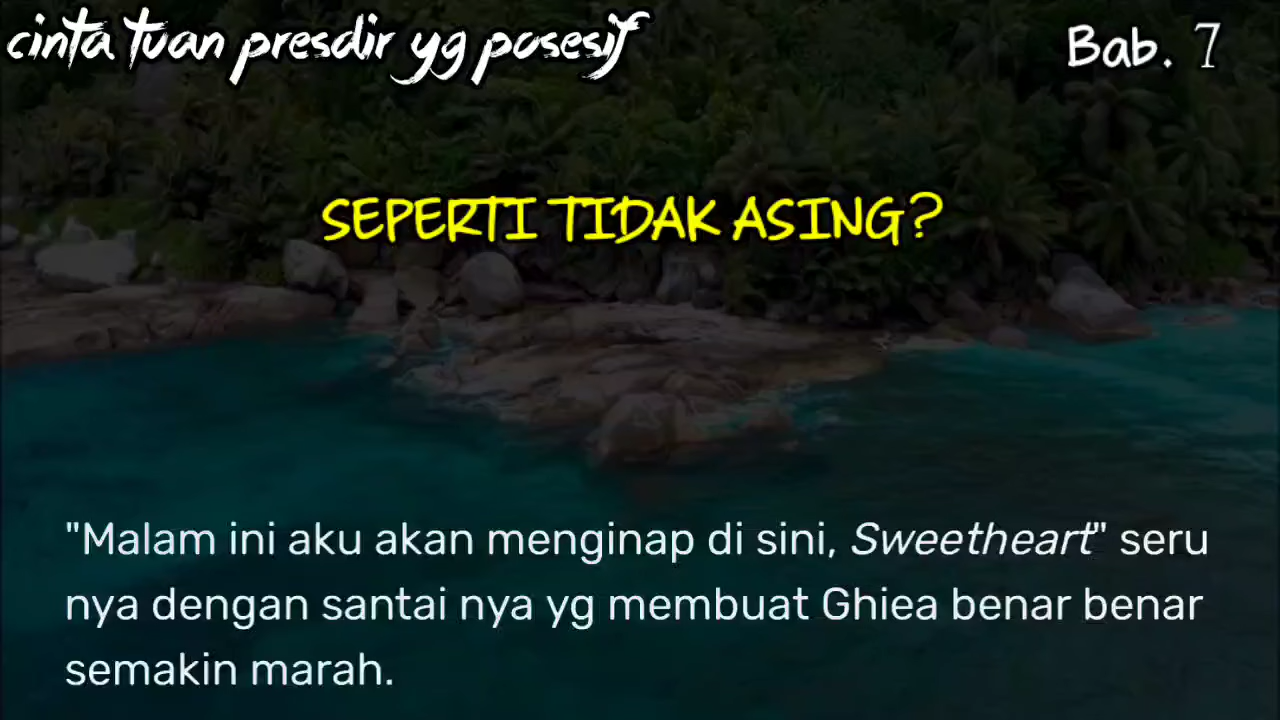 cinta tuan presdir yg posesif
Bab. 7
SEPERTI TIDAK ASING?
"Malam ini aku akan menginap di sini, Sweetheart" seru
nya dengan santai nya yg membuat Ghiea benar benar
semakin marah.